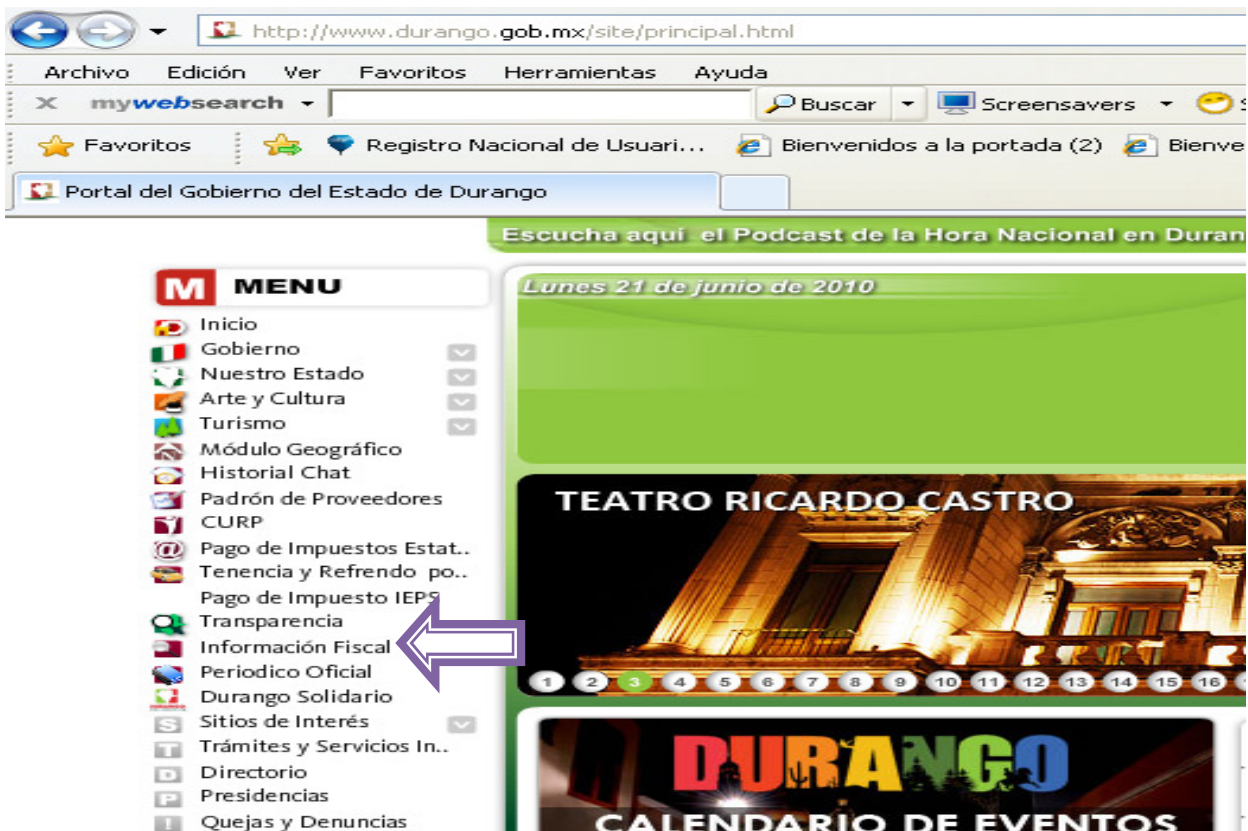 http://www.durango.gob.mx/site/principal.html
Archivo Edición Ver Favoritos Herramientas Ayuda
X mywebsearch Buscar Screensavers
Favoritos Registro Nacional de Usuari... Bienvenidos a la portada (2) Bienve
Portal del Gobierno del Estado de Durango
Escucha aquí el Podcast de la Hora Nacional en Duran
M MENU
Lunes 21 de junio de 2010
Inicio
Gobierno
Nuestro Estado
Arte y Cultura
Turismo
Módulo Geográfico
Historial Chat
Padrón de Proveedores
CURP
Pago de Impuestos Estat..
Tenencia y Refrendo po..
Pago de Impuesto IEPS
Transparencia
Información Fiscal
Periodico Oficial
Durango Solidario
S Sitios de Interés
T Trámites y Servicios In..
D Directorio
P Presidencias
! Quejas y Denuncias
TEATRO RICARDO CASTRO
1 2 3 4 5 6 7 8 9 10 11 12 13 14 15 16
DURANGO
CALENDARIO DE EVENTOS